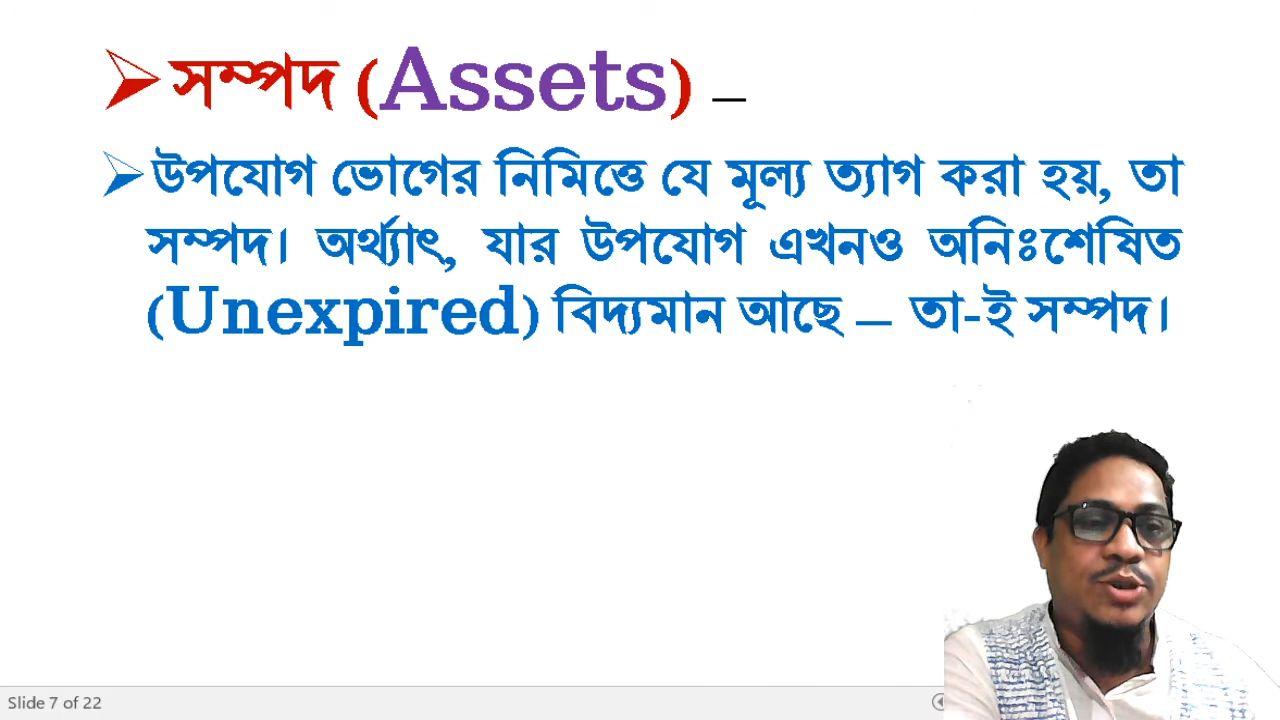 সম্পদ (Assets) –
উপযোগ ভোগের নিমিত্তে যে মূল্য ত্যাগ করা হয়, তা
সম্পদ। অর্থ্যাৎ, যার উপযোগ এখনও অনিঃশেষিত
(Unexpired) বিদ্যমান আছে – তা-ই সম্পদ।
Slide 7 of 22